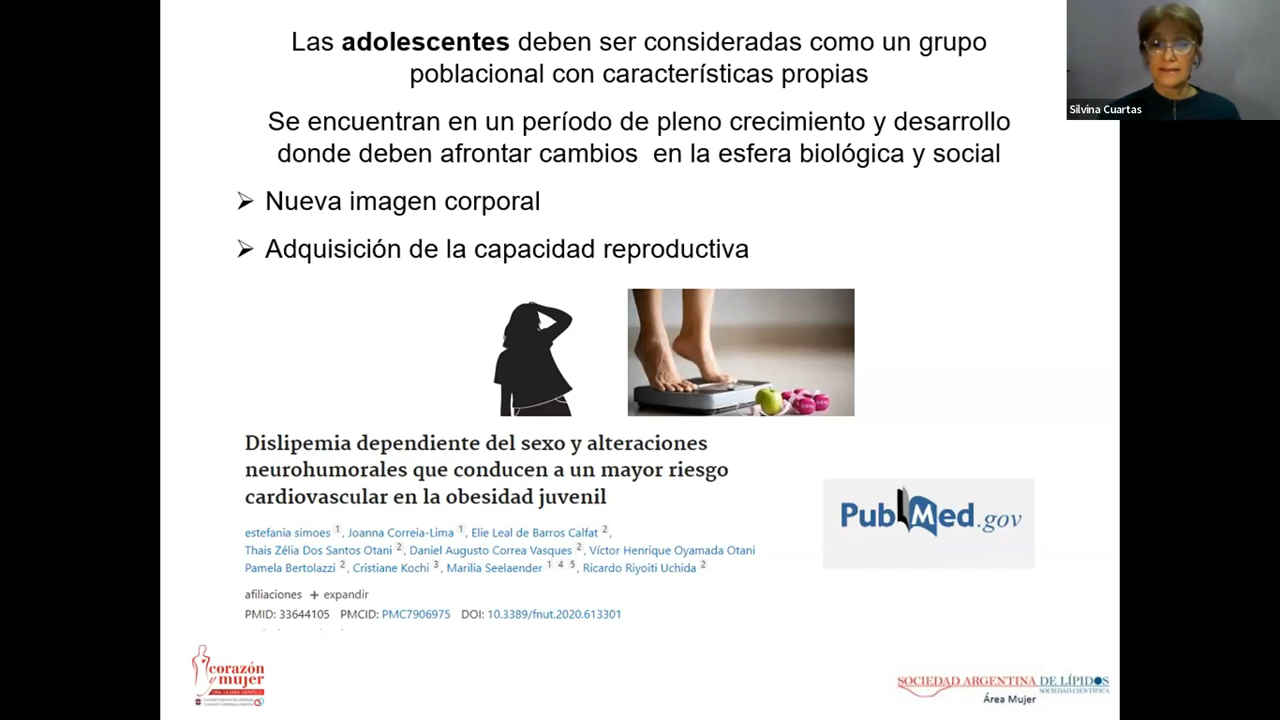 Las adolescentes deben ser consideradas como un grupo
poblacional con características propias
Se encuentran en un período de pleno crecimiento y desarrollo
donde deben afrontar cambios en la esfera biológica y social
Nueva imagen corporal
Adquisición de la capacidad reproductiva
Silvina Cuartas
Dislipemia dependiente del sexo y alteraciones
neurohumorales que conducen a un mayor riesgo
cardiovascular en la obesidad juvenil
estefania simoes 1, Joanna Correia-Lima 1, Elie Leal de Barros Calfat 2,
Thais Zélia Dos Santos Otani 2, Daniel Augusto Correa Vasques 2, Víctor Henrique Oyamada Otani
Pamela Bertolazzi 2, Cristiane Kochi 3, Marilia Seelaender 1 4 5, Ricardo Riyoiti Uchida 2
afiliaciones + expandir
PMID: 33644105 PMCID: PMC7906975 DOI: 10.3389/fnut.2020.613301
PubMed.gov
corazón
y mujer
SOCIEDAD ARGENTINA DE LÍPIDOS
SOCIEDAD CIENTÍFICA
Área Mujer